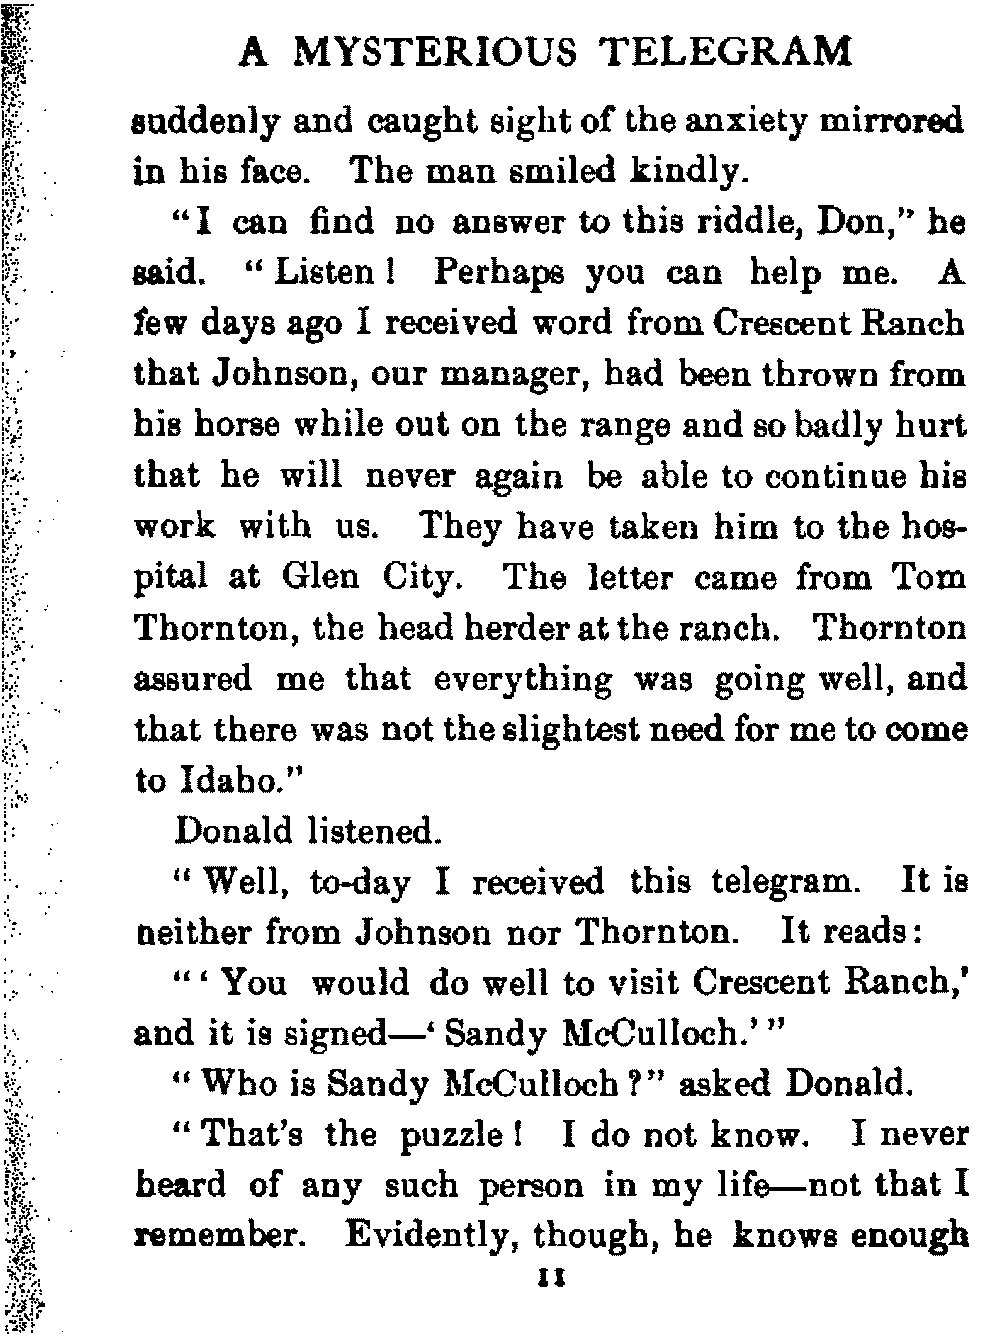 A MYSTERIOUS TELEGRAM
suddenly and caught sight of the anxiety mirrored
in his face. The man smiled kindly.
"I can find no answer to this riddle, Don," he
said. "Listen! Perhaps you can help me. A
few days ago I received word from Crescent Ranch
that Johnson, our manager, had been thrown from
his horse while out on the range and so badly hurt
that he will never again be able to continue his
work with us. They have taken him to the hos-
pital at Glen City. The letter came from Tom
Thornton, the head herder at the ranch. Thornton
assured me that everything was going well, and
that there was not the slightest need for me to come
to Idaho."
Donald listened.
"Well, to-day I received this telegram. It is
neither from Johnson nor Thornton. It reads:
"'You would do well to visit Crescent Ranch,'
and it is signed—'Sandy McCulloch.'"
"Who is Sandy McCulloch?" asked Donald.
"That's the puzzle! I do not know. I never
heard of any such person in my life—not that I
remember. Evidently, though, he knows enough
11